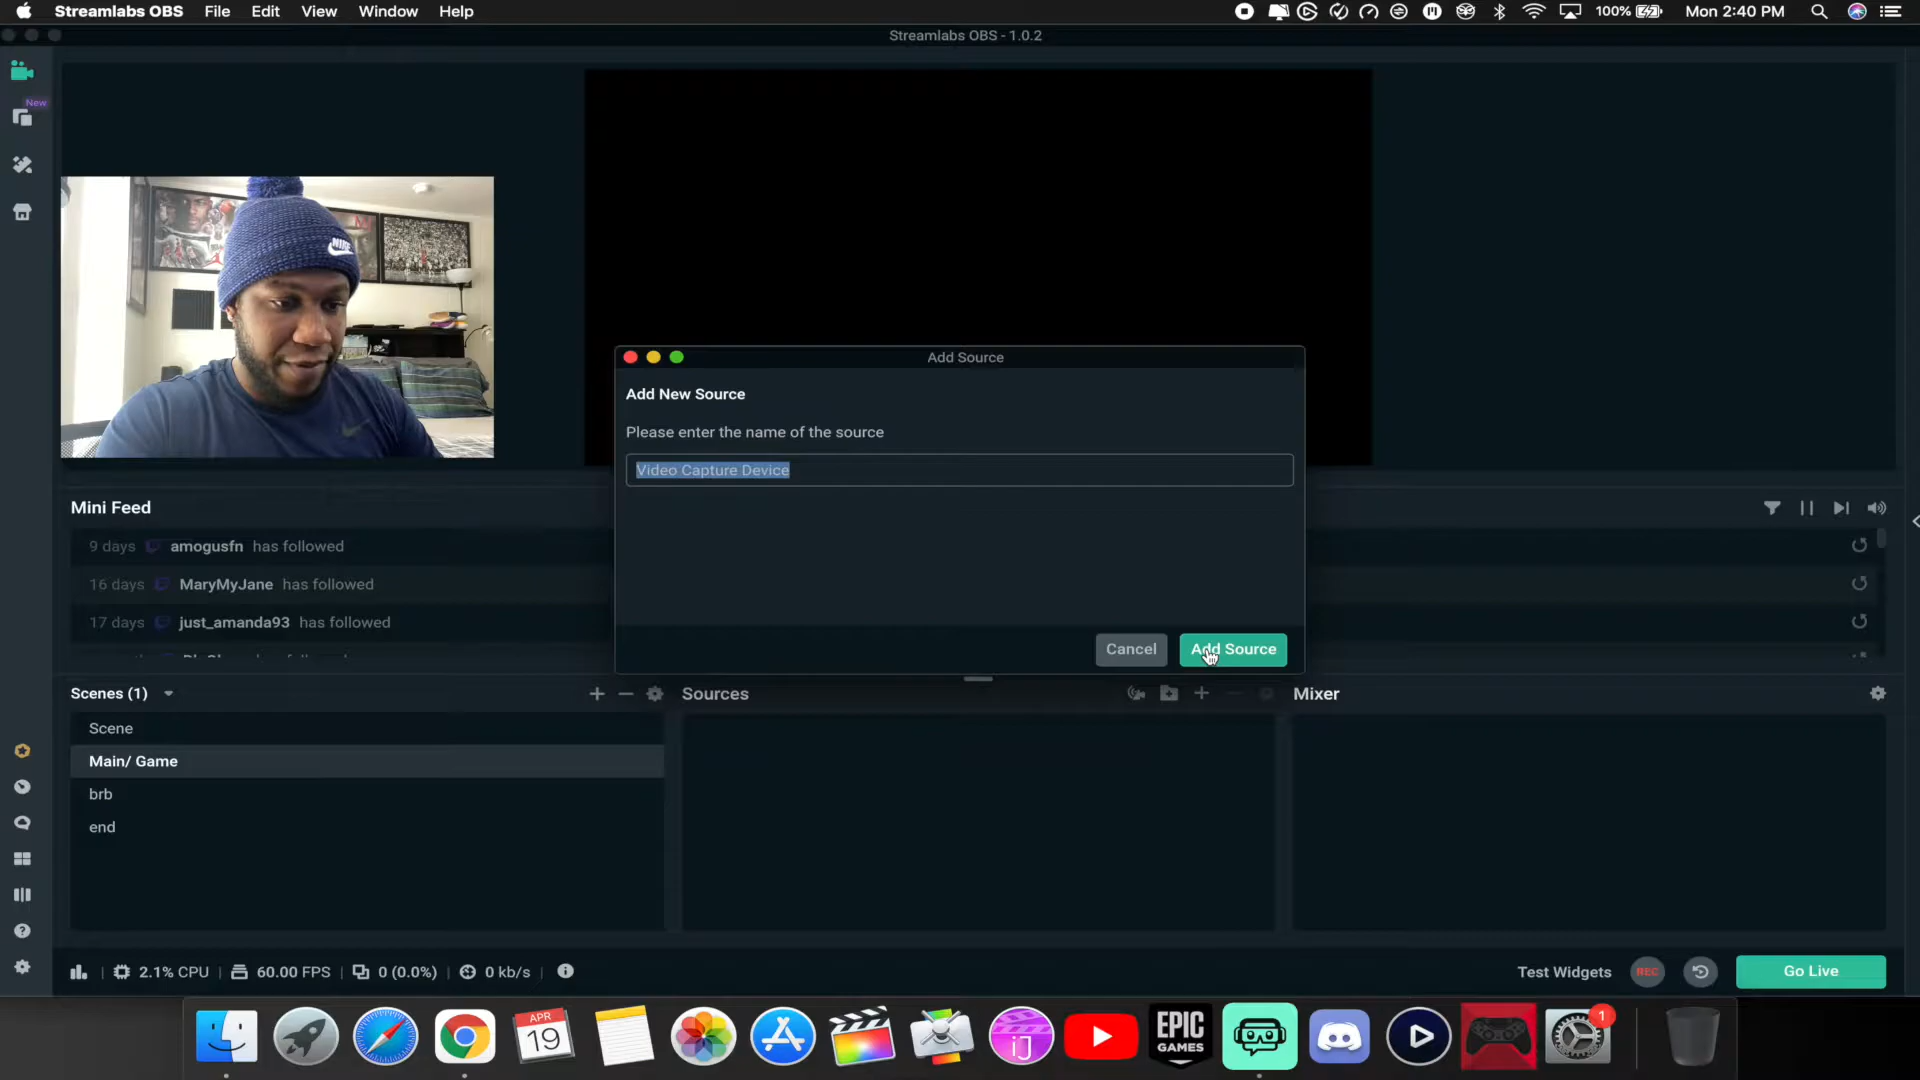 Streamlabs OBS File Edit View Window Help 100% Mon 2:40 PM
Streamlabs OBS - 1.0.2
New
NIKE
Add Source
Add New Source
Please enter the name of the source
Video Capture Device
Cancel Add Source
Mini Feed
9 days amogusfn has followed
16 days MaryMyJane has followed
17 days just_amanda93 has followed
Scenes (1) Sources Mixer
Scene
Main/ Game
brb
end
2.1% CPU 60.00 FPS 0 (0.0%) 0 kb/s Test Widgets REC Go Live
APR
19
iJ
EPIC
GAMES
1